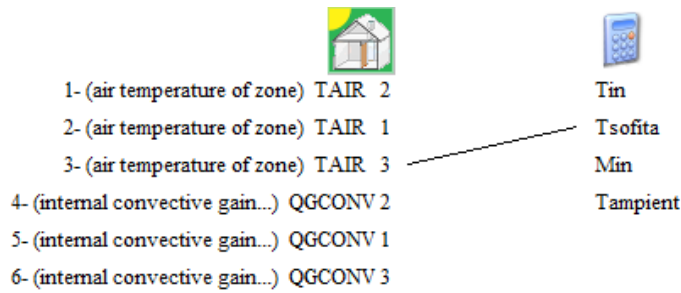 1- (air temperature of zone) TAIR 2 Tin
2- (air temperature of zone) TAIR 1 Tsofita
3- (air temperature of zone) TAIR 3 Min
4- (internal convective gain...) QGCONV 2 Tampient
5- (internal convective gain...) QGCONV 1
6- (internal convective gain...) QGCONV 3